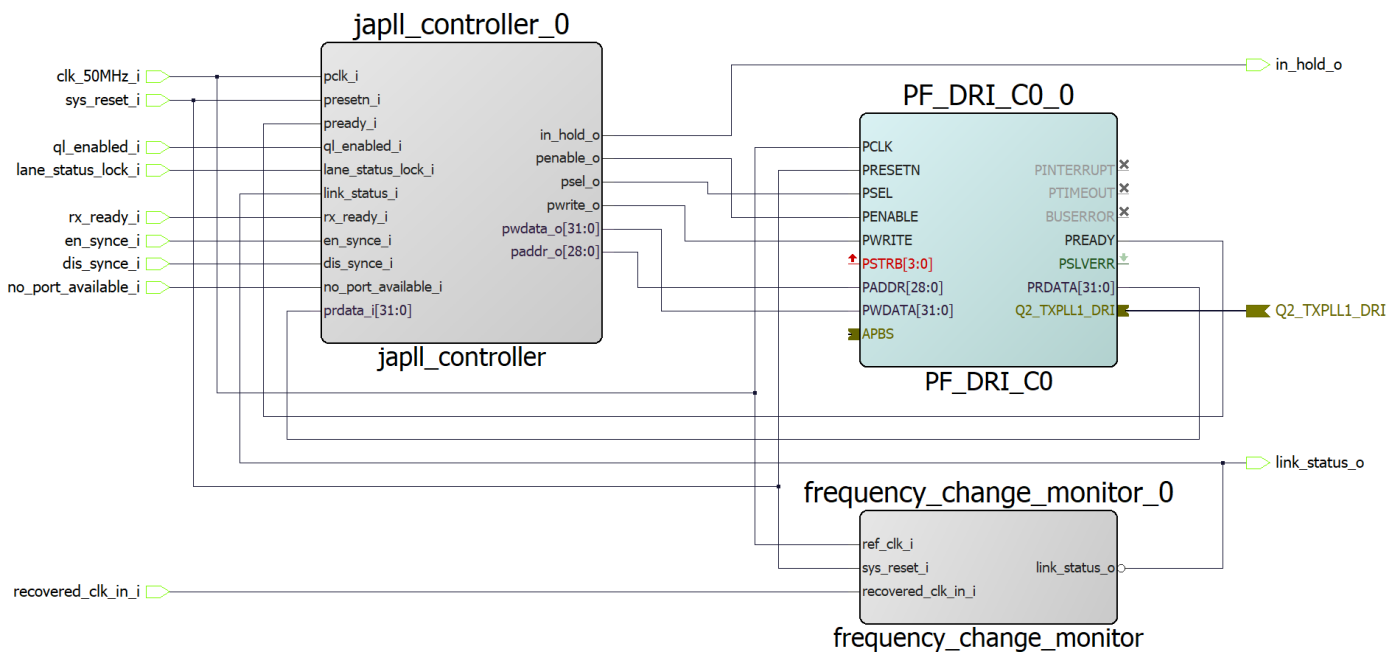 japll_controller_0
clk_50MHz_i
sys_reset_i
ql_enabled_i
lane_status_lock_i
rx_ready_i
en_synce_i
dis_synce_i
no_port_available_i
pclk_i
presetn_i
pready_i
ql_enabled_i
lane_status_lock_i
link_status_i
rx_ready_i
en_synce_i
dis_synce_i
no_port_available_i
prdata_i[31:0]
in_hold_o
penable_o
psel_o
pwrite_o
pwdata_o[31:0]
paddr_o[28:0]
japll_controller
PF_DRI_C0_0
PCLK
PRESETN
PSEL
PENABLE
PWRITE
PSTRB[3:0]
PADDR[28:0]
PWDATA[31:0]
APBS
PINTERRUPT
PTIMEOUT
BUSERROR
PREADY
PSLVERR
PRDATA[31:0]
Q2_TXPLL1_DRI
PF_DRI_C0
in_hold_o
Q2_TXPLL1_DRI
link_status_o
frequency_change_monitor_0
recovered_clk_in_i
ref_clk_i
sys_reset_i
recovered_clk_in_i
link_status_o
frequency_change_monitor